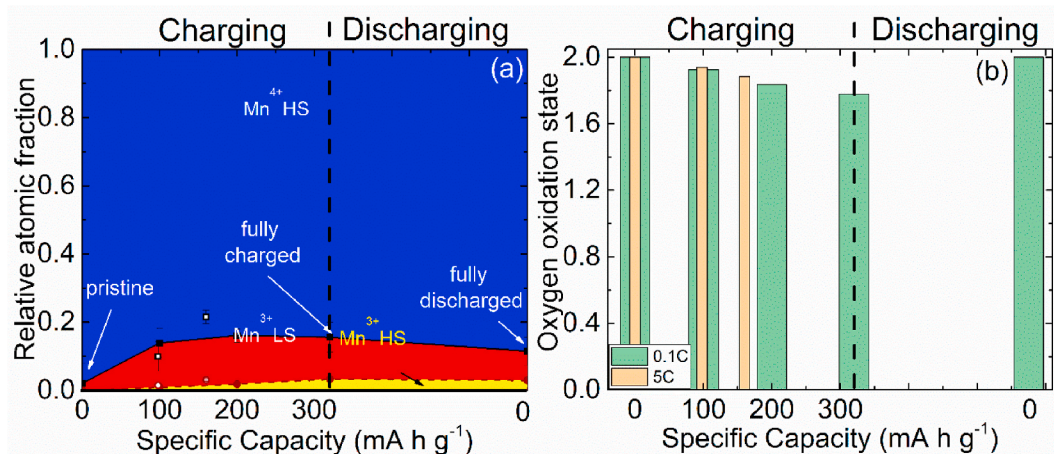 Charging Discharging
(a)
Relative atomic fraction
1.0
0.8
0.6
0.4
0.2
0.0
Mn4+ HS
fully
charged
pristine
fully
discharged
Mn3+LS
Mn3+HS
0 100 200 300 0
Specific Capacity (mA h g-1)
Charging Discharging
(b)
Oxygen oxidation state
2.0
1.6
1.2
0.8
0.4
0.0
0.1C
5C
0 100 200 300 0
Specific Capacity (mA h g-1)